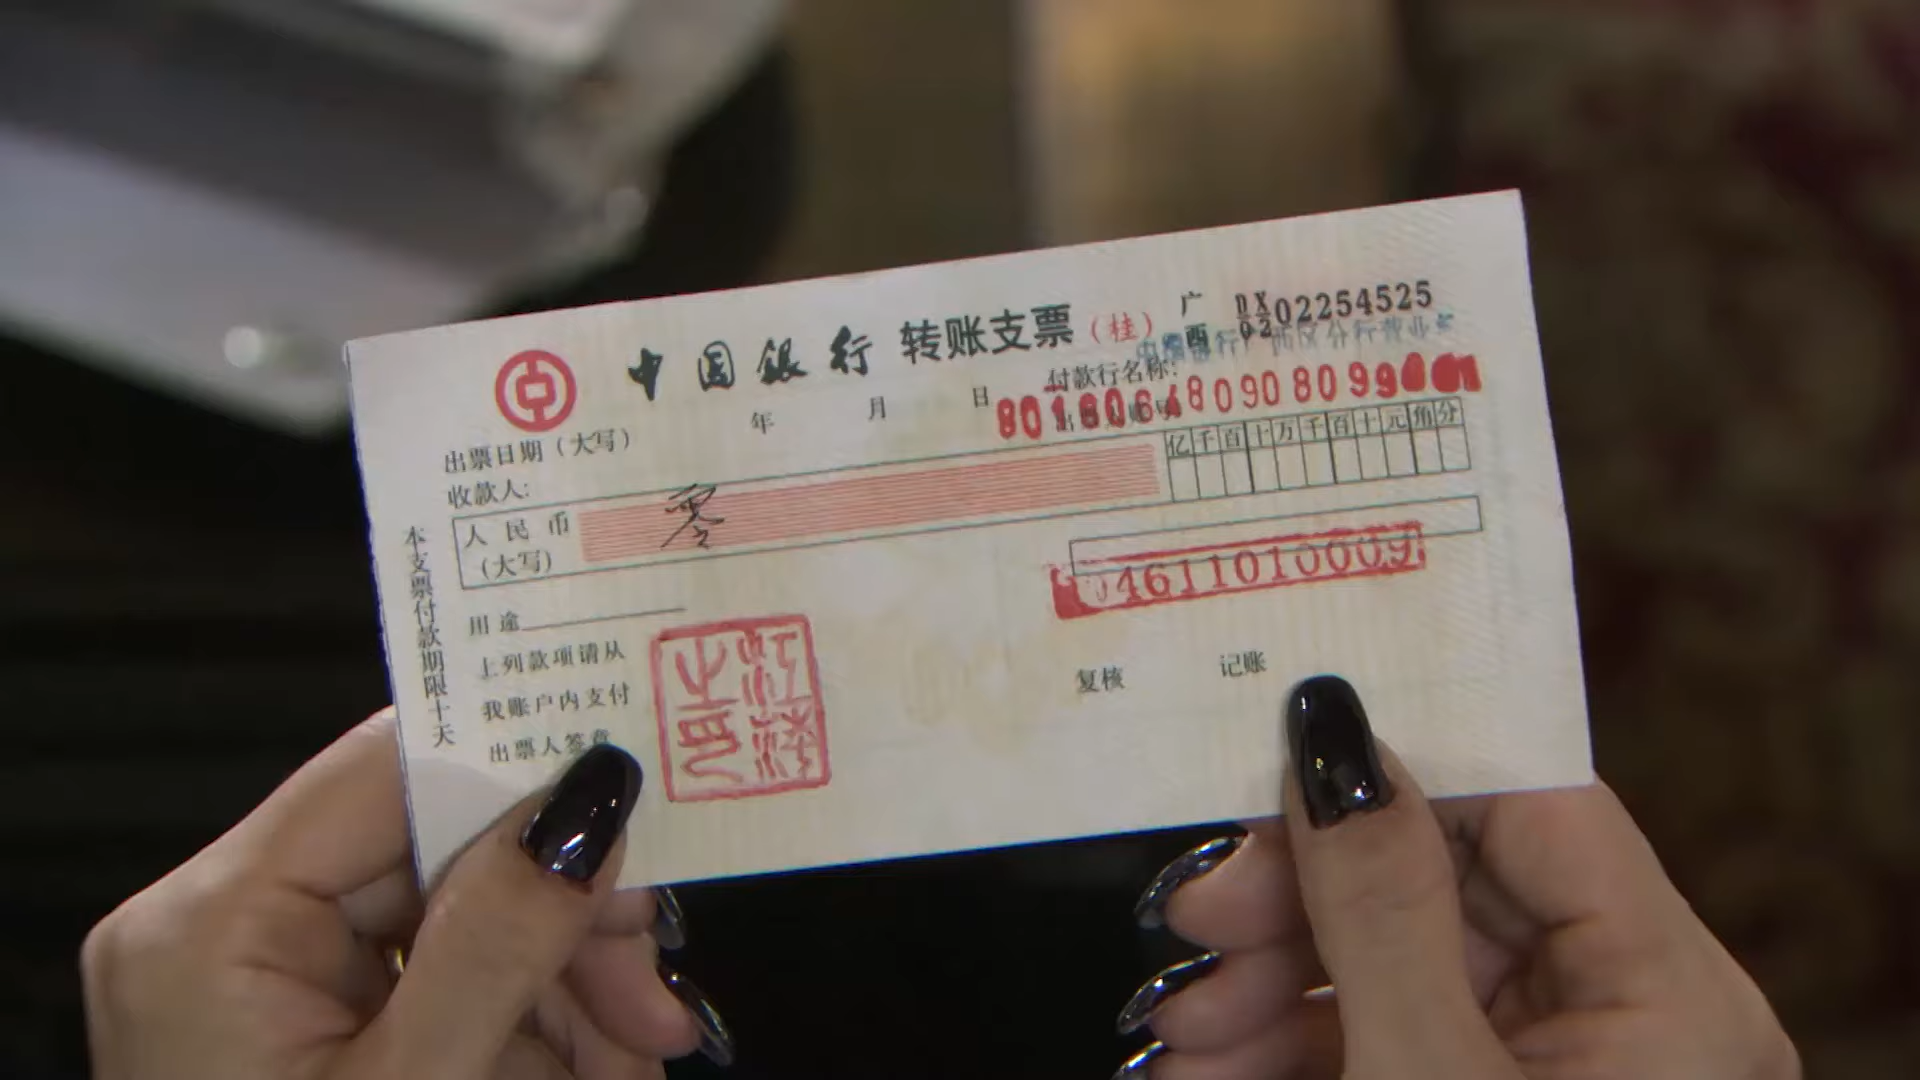 中国银行 转账支票(桂) 广西 DX02 02254525
出票日期(大写) 年 月 日 付款行名称:
收款人:
亿千百十万千百十元角分
人民币(大写) 零
本支票付款期限十天
用途
04611010009
上列款项请从
我账户内支付
出票人签章
复核 记账